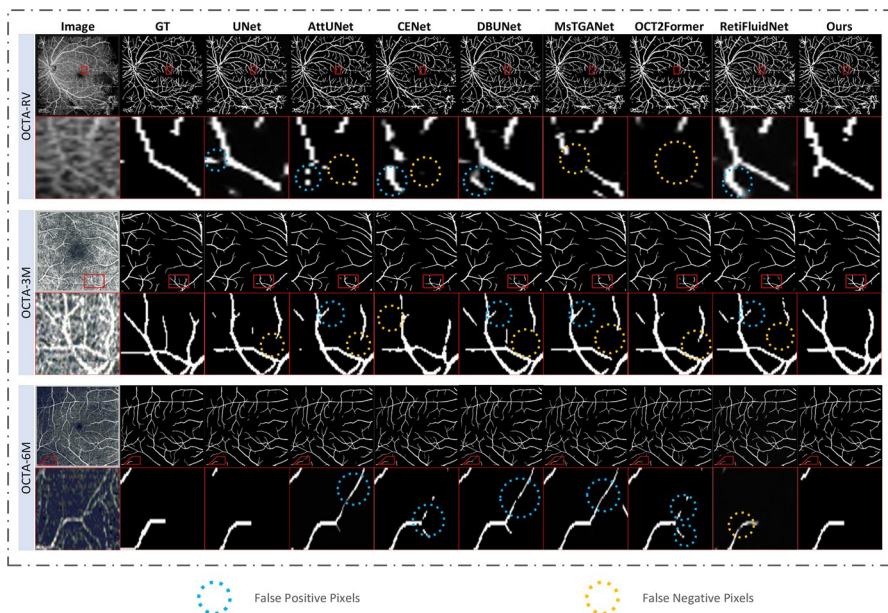 Image GT UNet AttUNet CENet DBUNet MsTGANet OCT2Former RetiFluidNet Ours
OCTA-RV
OCTA-3M
OCTA-6M
False Positive Pixels False Negative Pixels